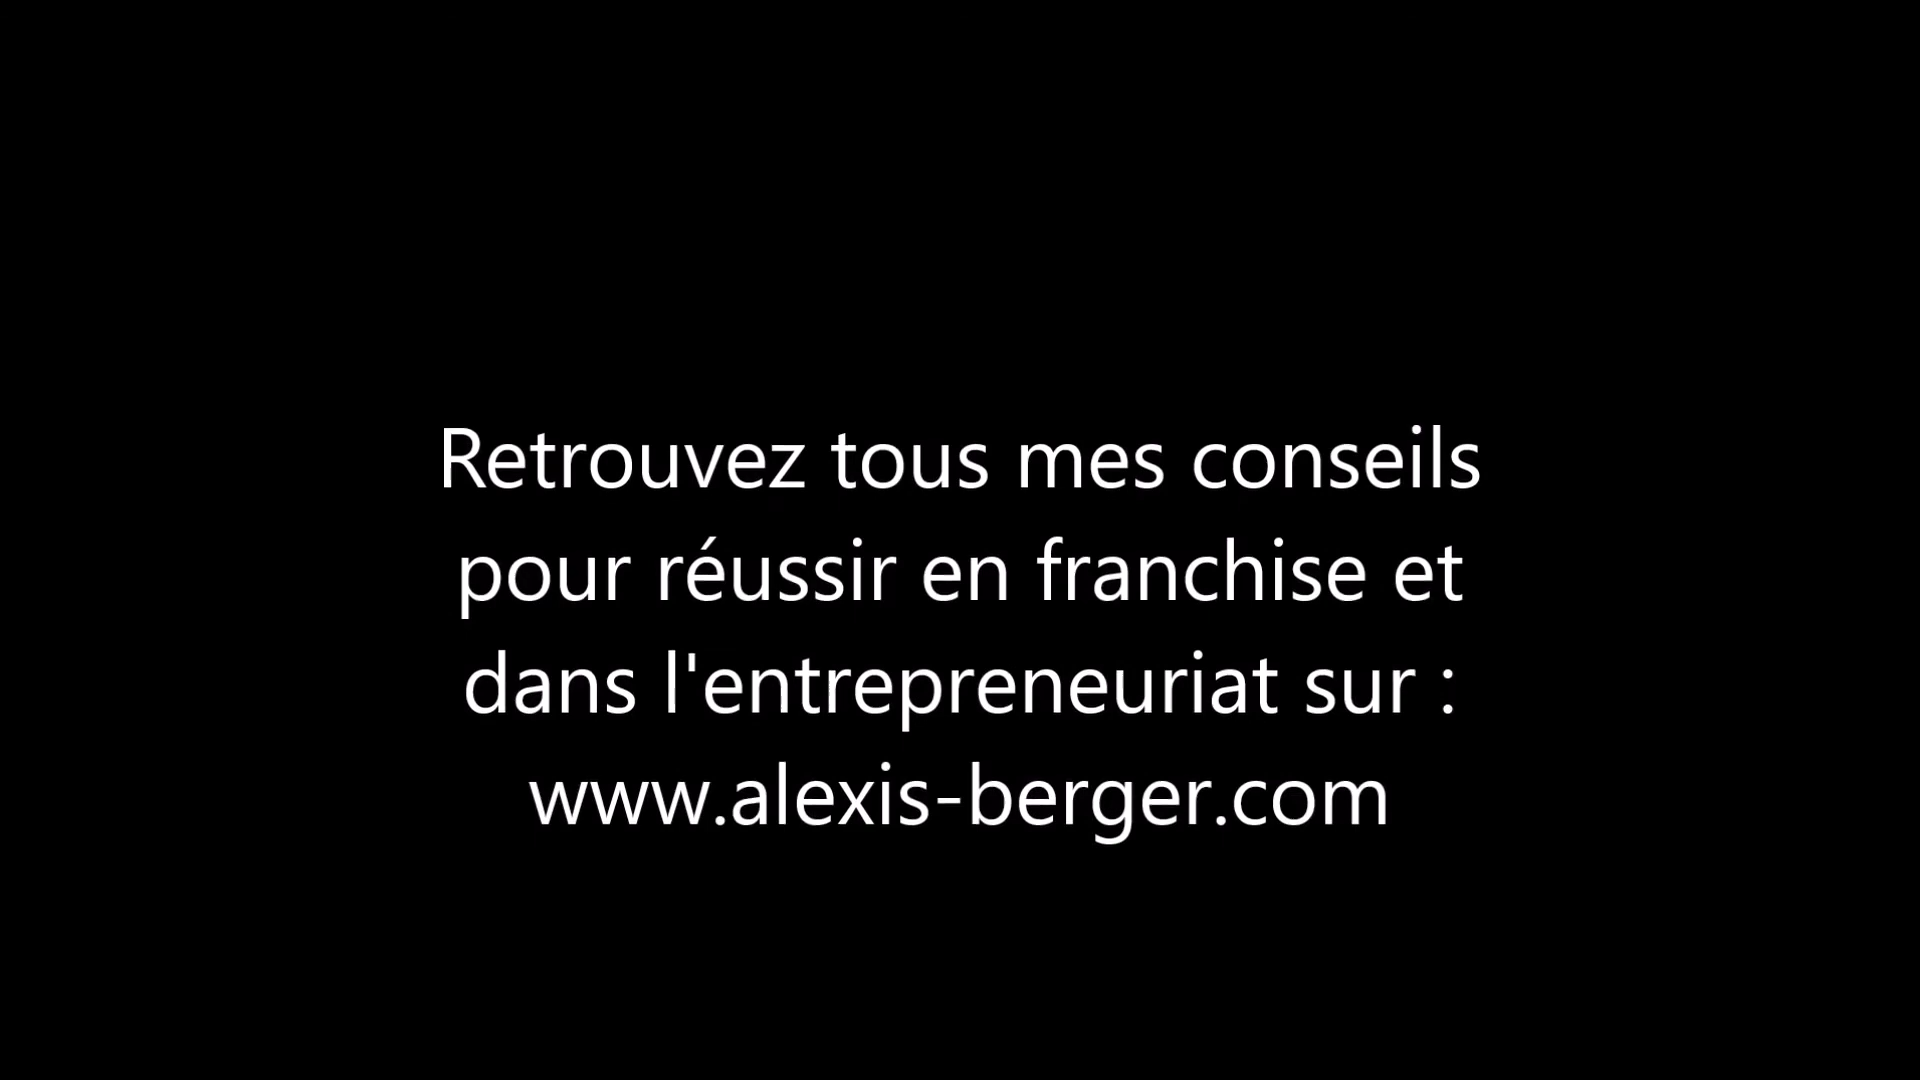 Retrouvez tous mes conseils
pour réussir en franchise et
dans l'entrepreneuriat sur :
www.alexis-berger.com